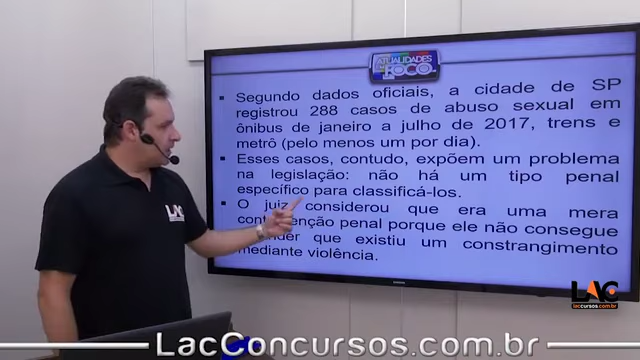 ATUALIDADES
EM
FOCO
Segundo dados oficiais, a cidade de SP
registrou 288 casos de abuso sexual em
ônibus de janeiro a julho de 2017, trens e
metrô (pelo menos um por dia).
Esses casos, contudo, expõem um problema
na legislação: não há um tipo penal
específico para classificá-los.
O juiz considerou que era uma mera
penal porque ele não consegue
que existiu um constrangimento
mediante violência.
LAC
LAC
laccursos.com.br
LACCONCURSOS.COM.BR